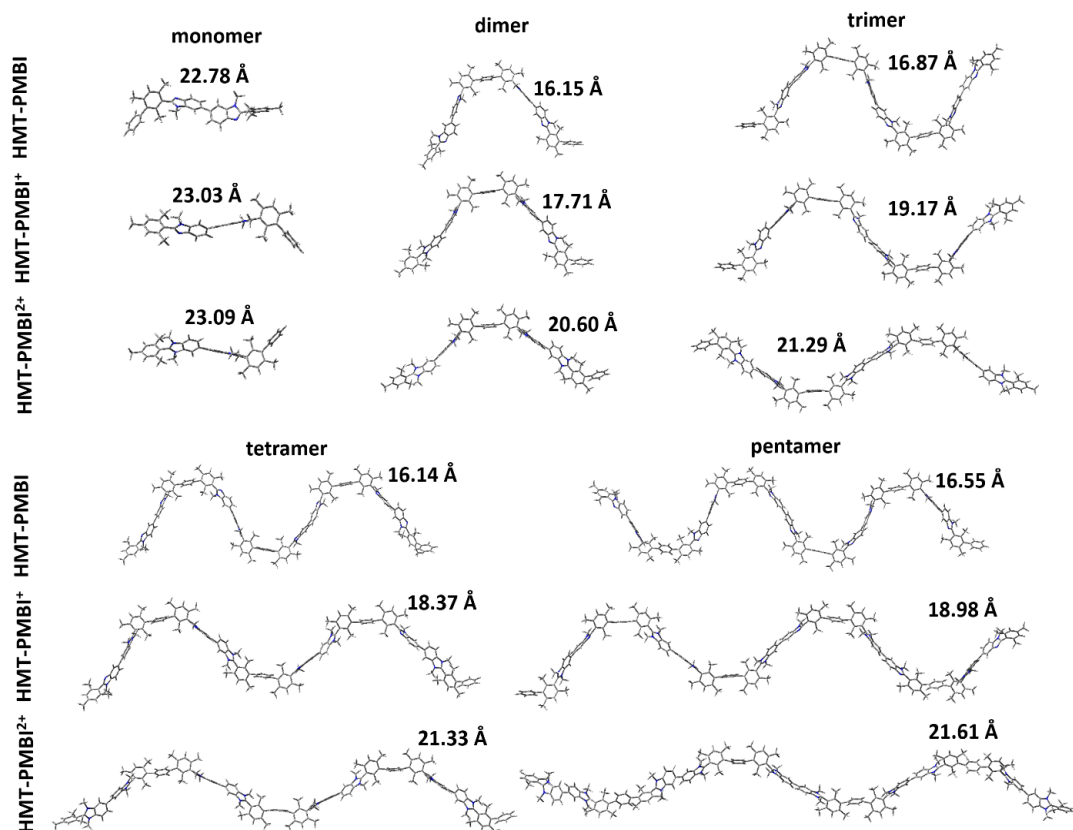 monomer
dimer
trimer
HMT-PMBI
22.78 Å
16.15 Å
16.87 Å
HMT-PMBI⁺
23.03 Å
17.71 Å
19.17 Å
HMT-PMBI²⁺
23.09 Å
20.60 Å
21.29 Å
tetramer
pentamer
HMT-PMBI
16.14 Å
16.55 Å
HMT-PMBI⁺
18.37 Å
18.98 Å
HMT-PMBI²⁺
21.33 Å
21.61 Å